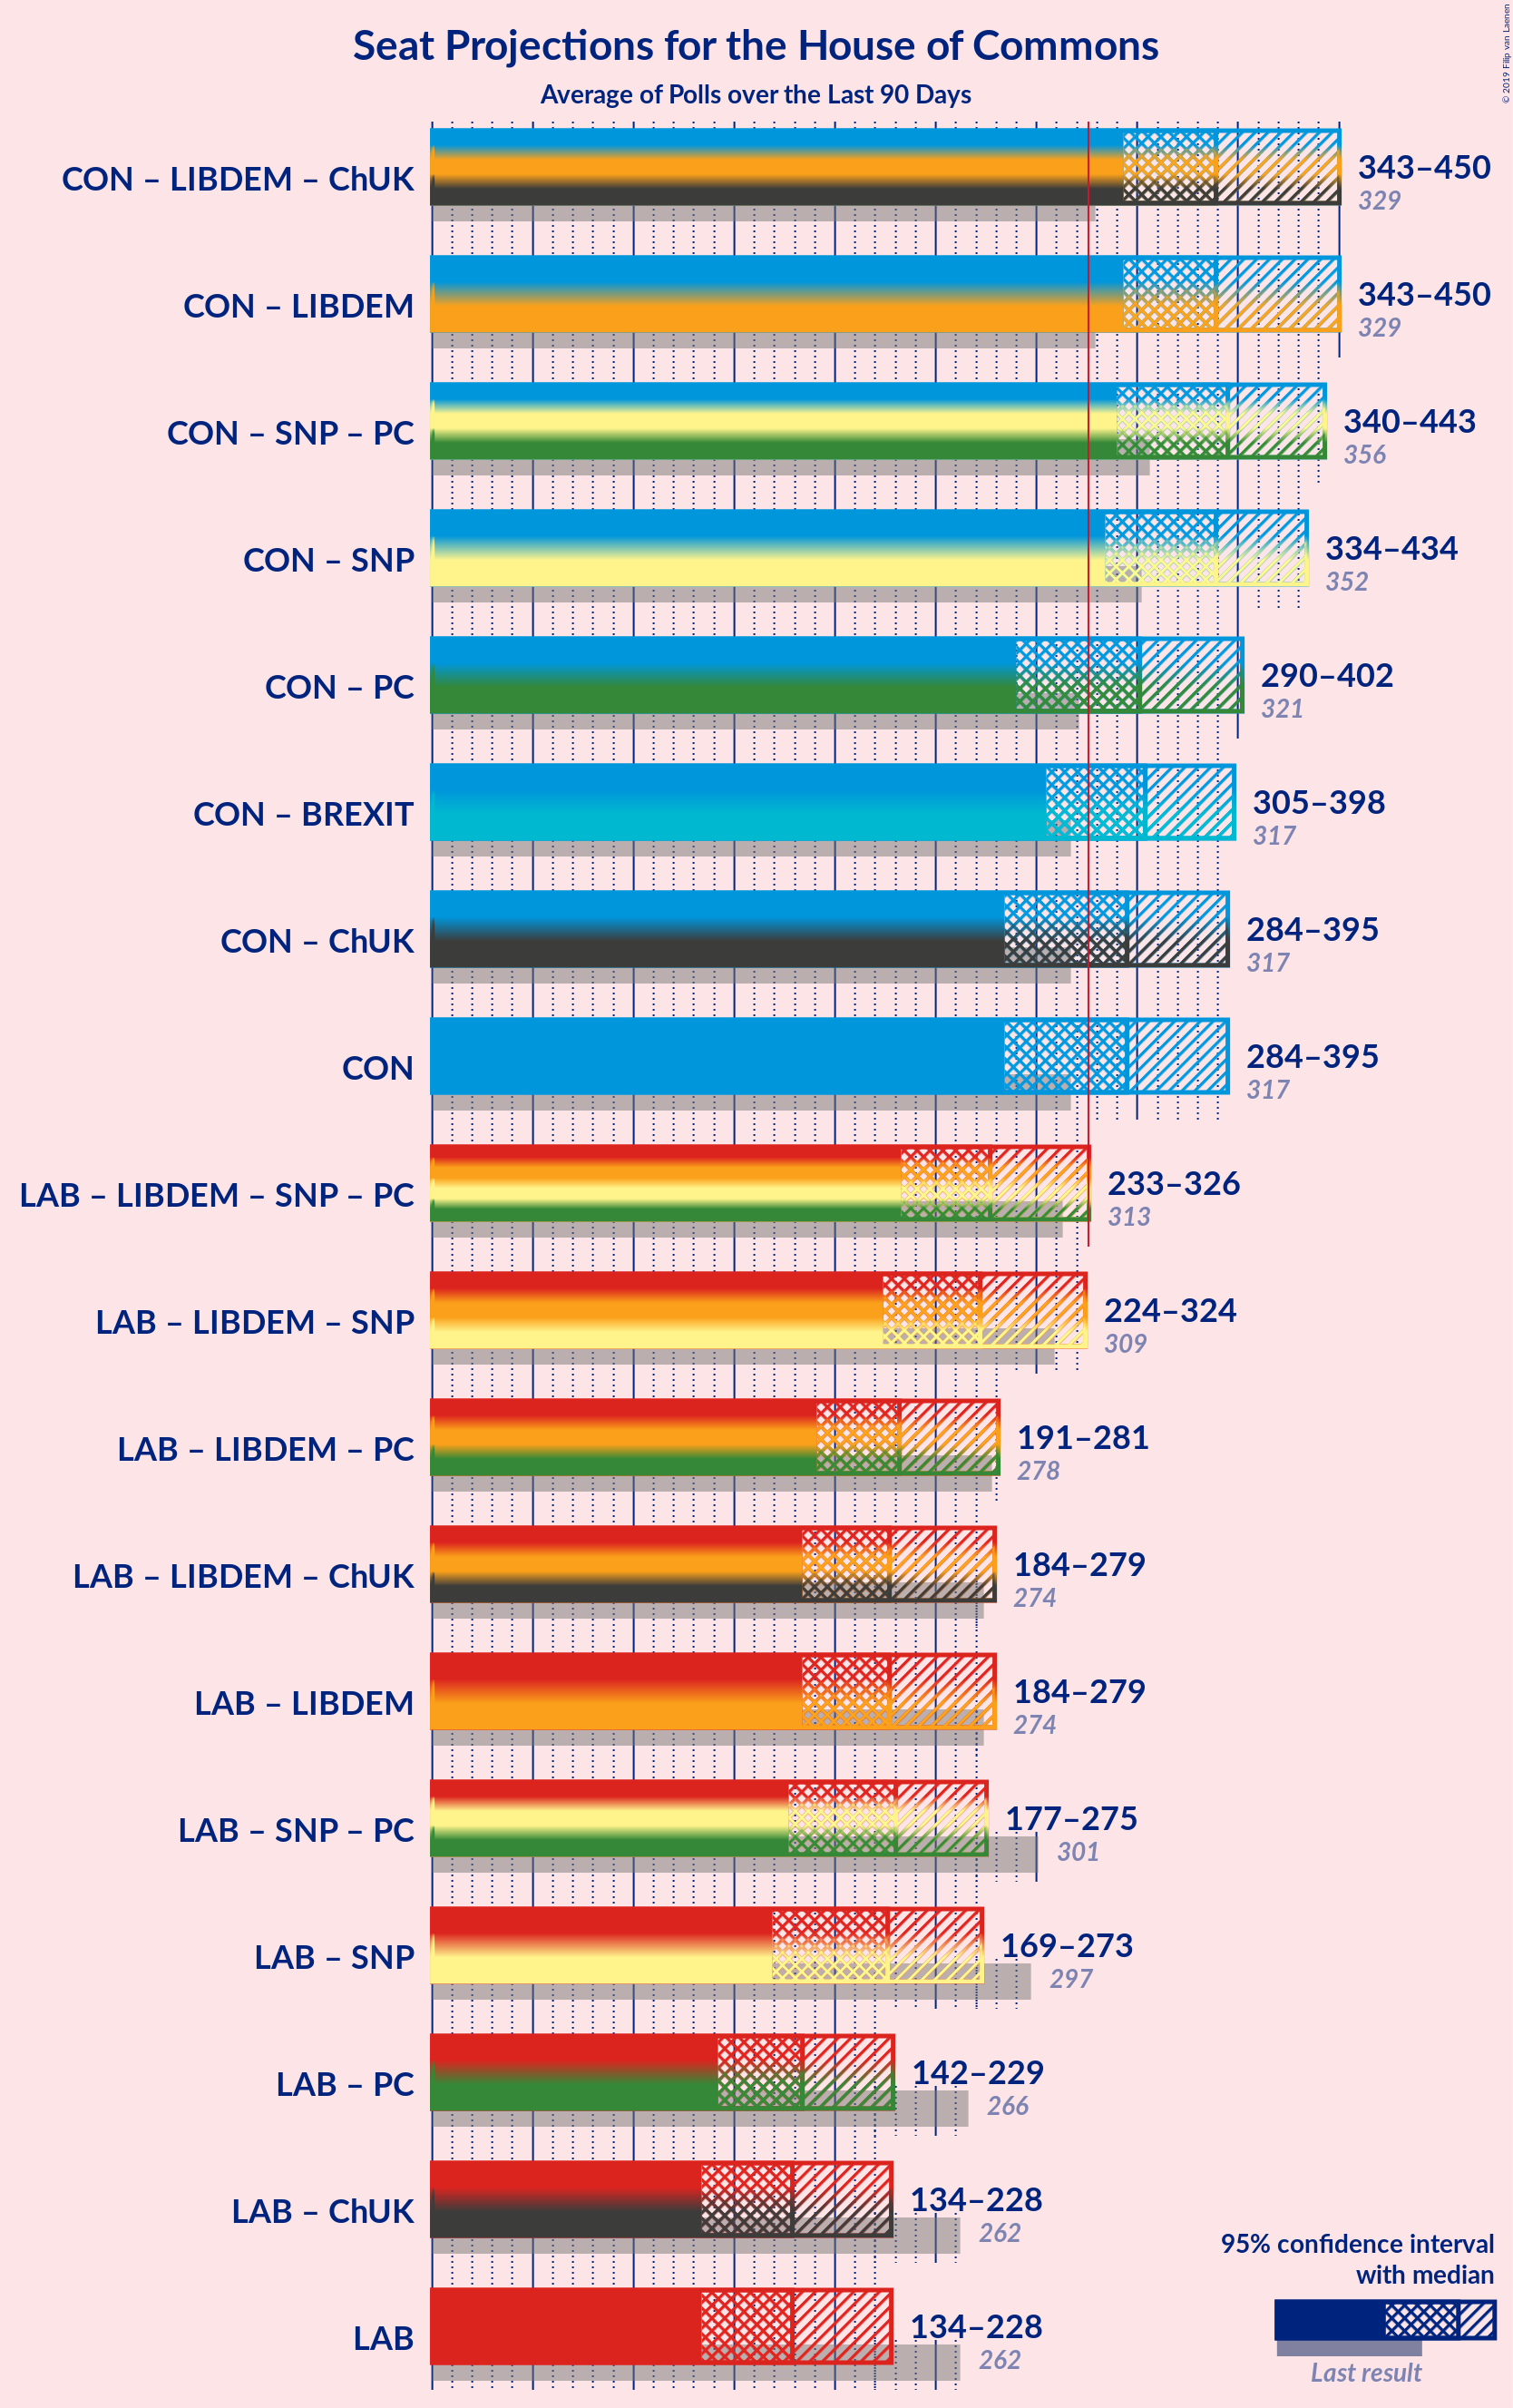 Seat Projections for the House of Commons
Average of Polls over the Last 90 Days
© 2019 Filip van Laenen
CON – LIBDEM – ChUK
343–450
329
CON – LIBDEM
343–450
329
CON – SNP – PC
340–443
356
CON – SNP
334–434
352
CON – PC
290–402
321
CON – BREXIT
305–398
317
CON – ChUK
284–395
317
CON
284–395
317
LAB – LIBDEM – SNP – PC
233–326
313
LAB – LIBDEM – SNP
224–324
309
LAB – LIBDEM – PC
191–281
278
LAB – LIBDEM – ChUK
184–279
274
LAB – LIBDEM
184–279
274
LAB – SNP – PC
177–275
301
LAB – SNP
169–273
297
LAB – PC
142–229
266
LAB – ChUK
134–228
262
LAB
134–228
262
95% confidence interval
with median
Last result